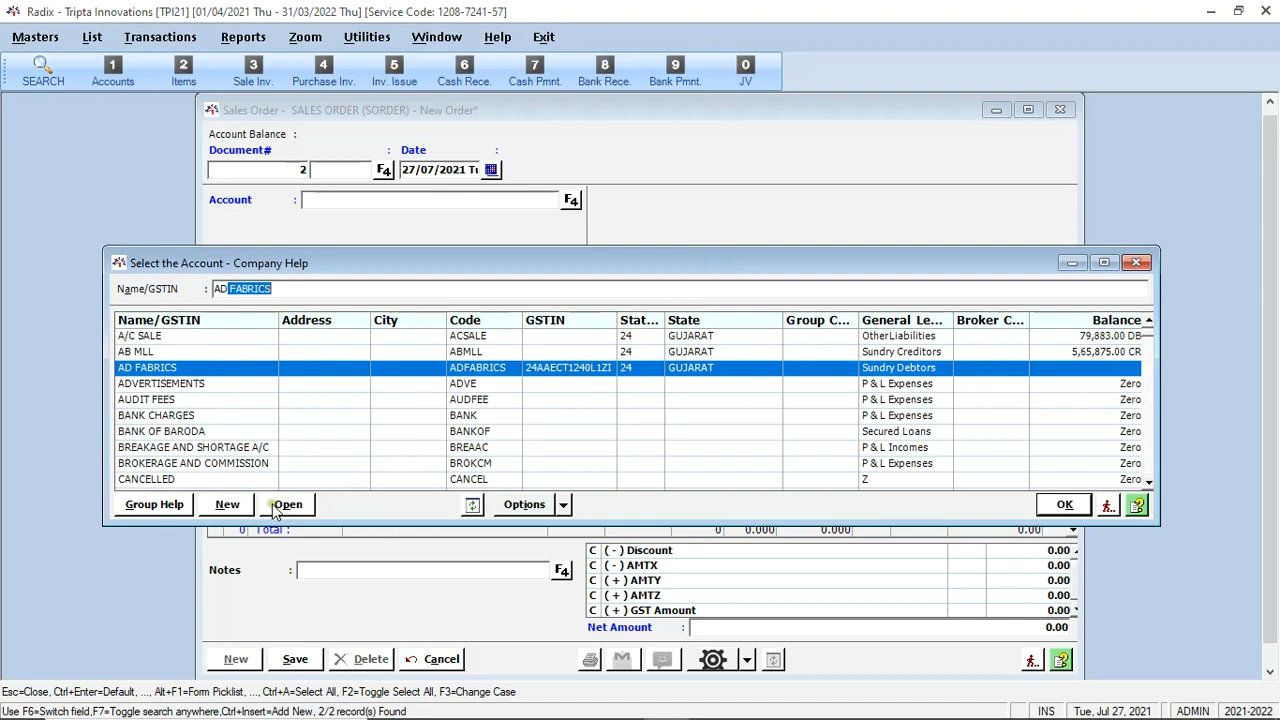 Radix - Tripta Innovations [TPI21] [01/04/2021 Thu - 31/03/2022 Thu] [Service Code: 1208-7241-57]
Masters List Transactions Reports Zoom Utilities Window Help Exit
1 2 3 4 5 6 7 8 9 0
SEARCH Accounts Items Sale Inv. Purchase Inv. Inv. Issue Cash Rece. Cash Pmnt. Bank Rece. Bank Pmnt. JV
Sales Order - SALES ORDER (SORDER) - New Order*
Account Balance :
Document# : Date :
2 F4 27/07/2021 Tu
Account : F4
Select the Account - Company Help
Name/GSTIN : AD FABRICS
Name/GSTIN Address City Code GSTIN Stat... State Group C... General Le... Broker C... Balance
A/C SALE ACSALE 24 GUJARAT OtherLiabilities 79,883.00 DB
AB MLL ABMLL 24 GUJARAT Sundry Creditors 5,65,875.00 CR
AD FABRICS ADFABRICS 24AAECT1240L1ZI 24 GUJARAT Sundry Debtors
ADVERTISEMENTS ADVE P & L Expenses Zero
AUDIT FEES AUDFEE P & L Expenses Zero
BANK CHARGES BANK P & L Expenses Zero
BANK OF BARODA BANKOF Secured Loans Zero
BREAKAGE AND SHORTAGE A/C BREAAC P & L Incomes Zero
BROKERAGE AND COMMISSION BROKCM P & L Expenses Zero
CANCELLED CANCEL Z Zero
Group Help New Open Options OK
0 Total : 0 0.000 0.000 0.00
C ( - ) Discount 0.00
C ( - ) AMTX 0.00
Notes : F4
C ( + ) AMTY 0.00
C ( + ) AMTZ 0.00
C ( + ) GST Amount 0.00
Net Amount : 0.00
New Save Delete Cancel
Esc=Close, Ctrl+Enter=Default, ..., Alt+F1=Form Picklist, ..., Ctrl+A=Select All, F2=Toggle Select All, F3=Change Case
Use F6=Switch field,F7=Toggle search anywhere,Ctrl+Insert=Add New, 2/2 record(s) Found INS Tue, Jul 27, 2021 ADMIN 2021-2022